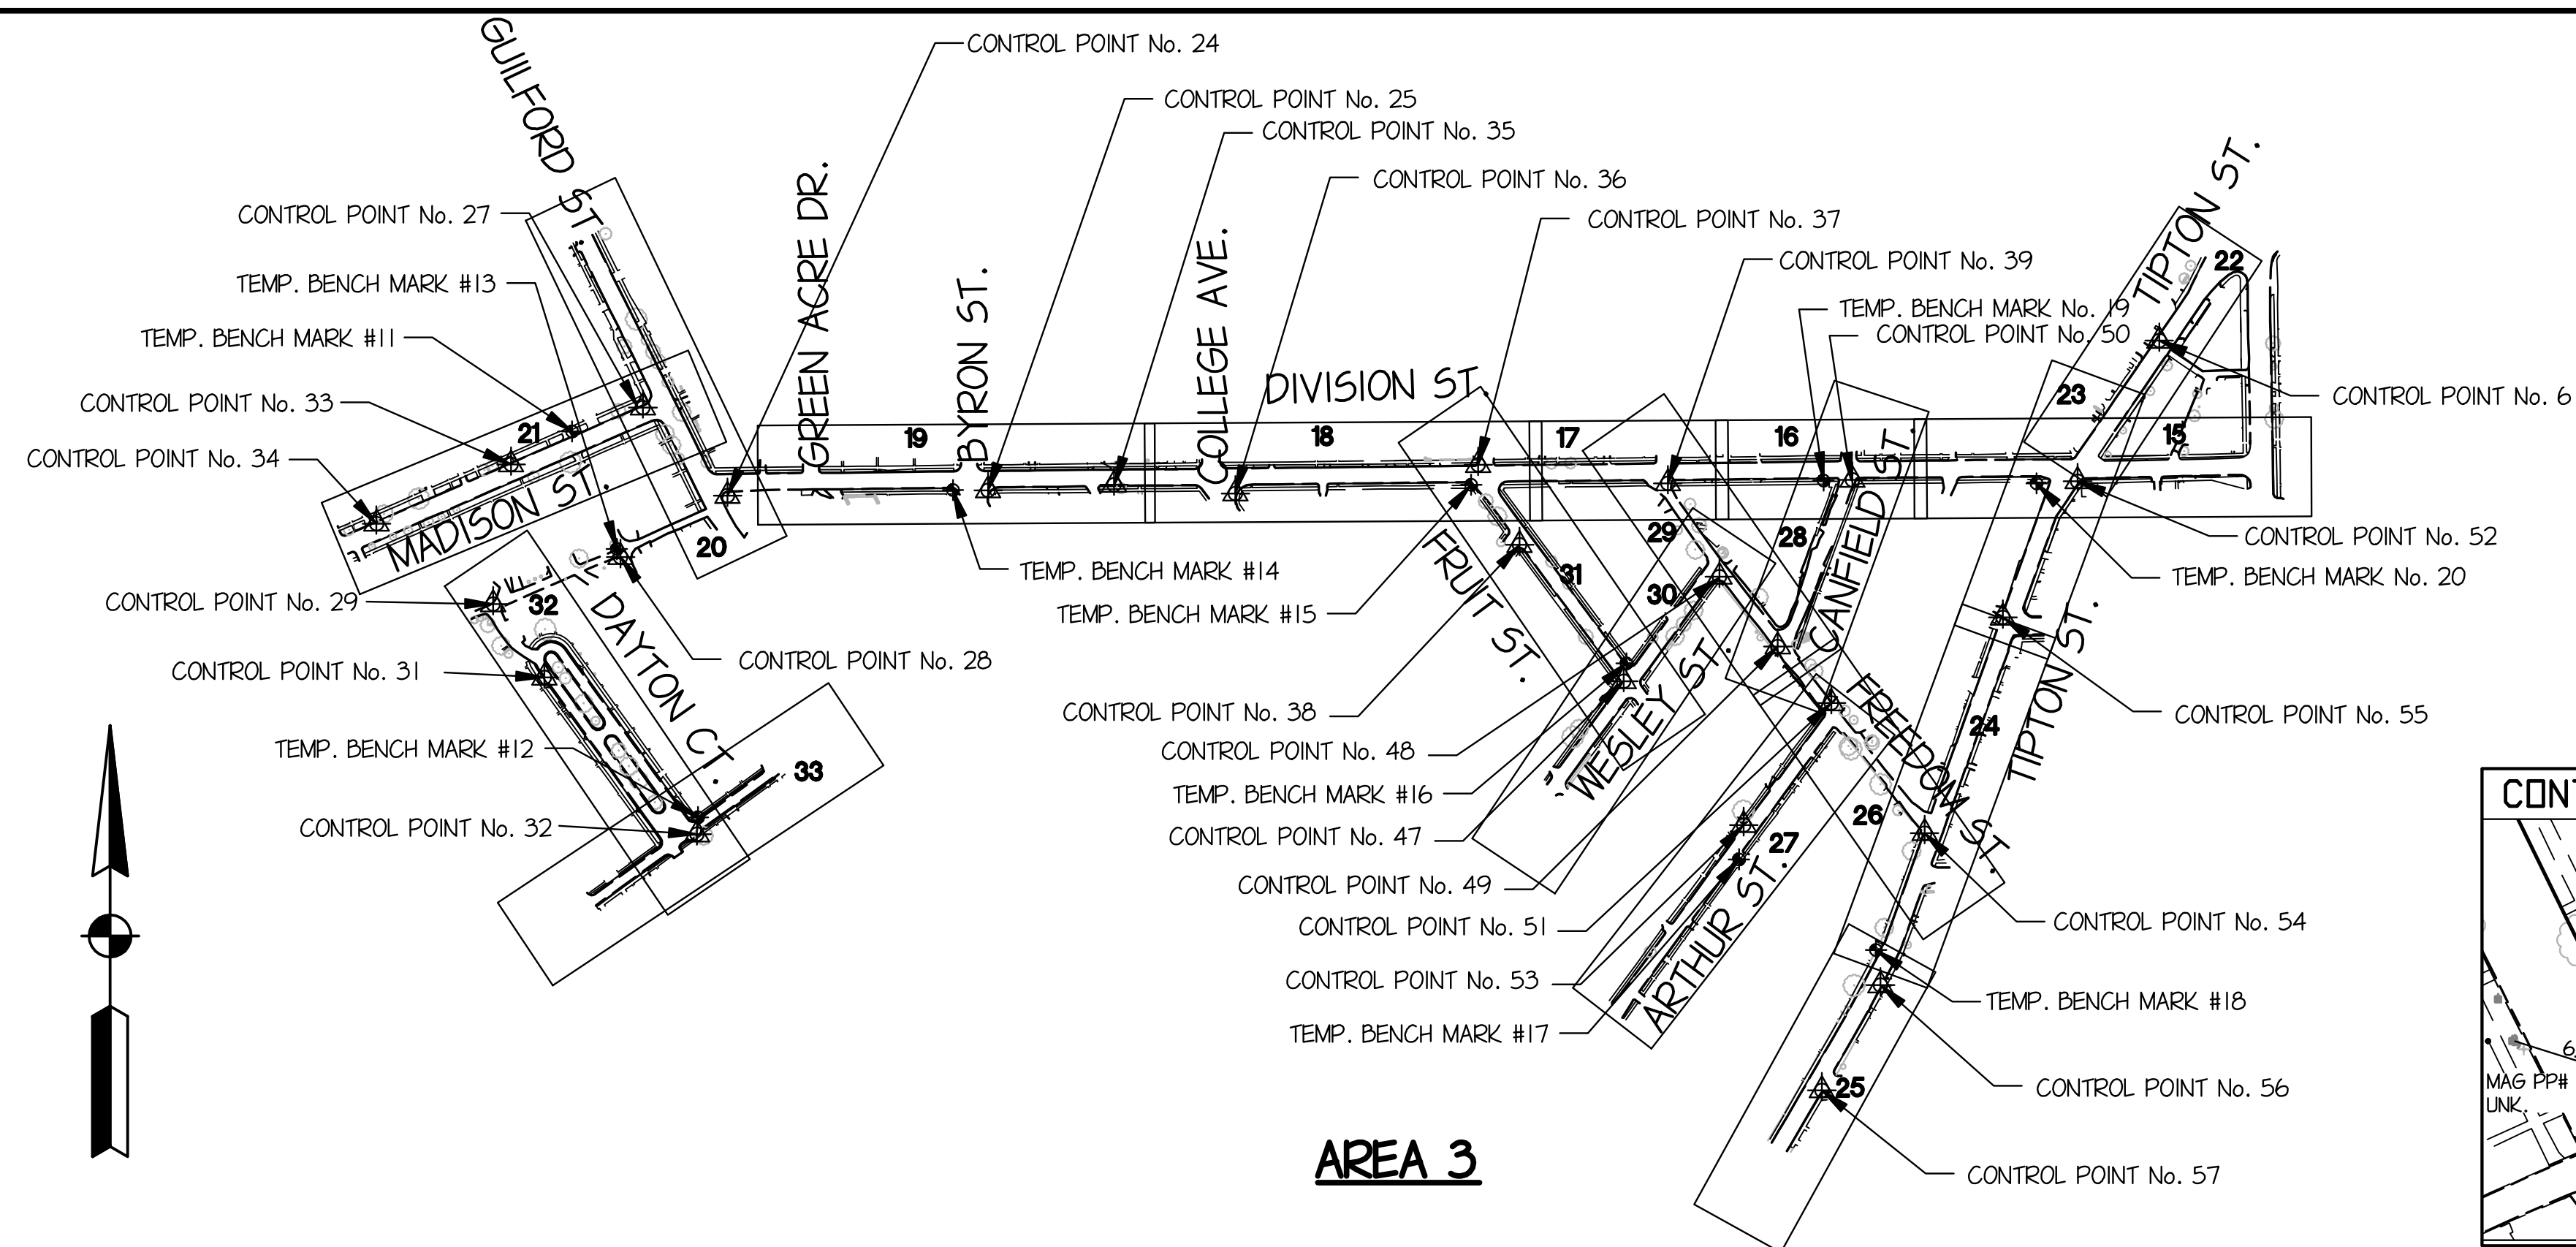 GUILFORD ST.
CONTROL POINT No. 24
CONTROL POINT No. 25
CONTROL POINT No. 35
CONTROL POINT No. 36
CONTROL POINT No. 27
CONTROL POINT No. 37
GREEN ACRE DR.
BYRON ST.
COLLEGE AVE.
TIPTON ST.
CONTROL POINT No. 39
22
TEMP. BENCH MARK #13
TEMP. BENCH MARK No. 19
TEMP. BENCH MARK #11
CONTROL POINT No. 50
DIVISION ST.
CONTROL POINT No. 33
23
CONTROL POINT No. 6
21
19
18
17
16
15
CONTROL POINT No. 34
MADISON ST.
20
29
28
CANFIELD ST.
CONTROL POINT No. 52
TEMP. BENCH MARK #14
31
TEMP. BENCH MARK No. 20
CONTROL POINT No. 29
32
DAYTON CT.
TEMP. BENCH MARK #15
FRUIT ST.
30
CONTROL POINT No. 31
CONTROL POINT No. 28
WESLEY ST.
TIPTON ST.
CONTROL POINT No. 38
CONTROL POINT No. 55
24
TEMP. BENCH MARK #12
CONTROL POINT No. 48
FREEDOM ST.
33
TEMP. BENCH MARK #16
CONT
26
CONTROL POINT No. 32
CONTROL POINT No. 47
27
CONTROL POINT No. 49
ARTHUR ST.
CONTROL POINT No. 51
CONTROL POINT No. 54
CONTROL POINT No. 53
TEMP. BENCH MARK #18
TEMP. BENCH MARK #17
6
MAG PP#
UNK.
25
CONTROL POINT No. 56
AREA 3
CONTROL POINT No. 57